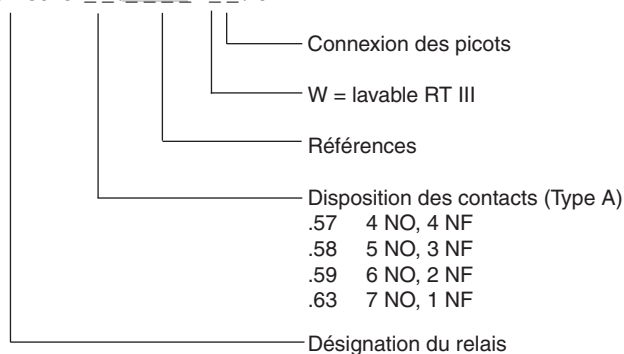 Connexion des picots
W = lavable RT III
Références
Disposition des contacts (Type A)
.57 4 NO, 4 NF
.58 5 NO, 3 NF
.59 6 NO, 2 NF
.63 7 NO, 1 NF
Désignation du relais